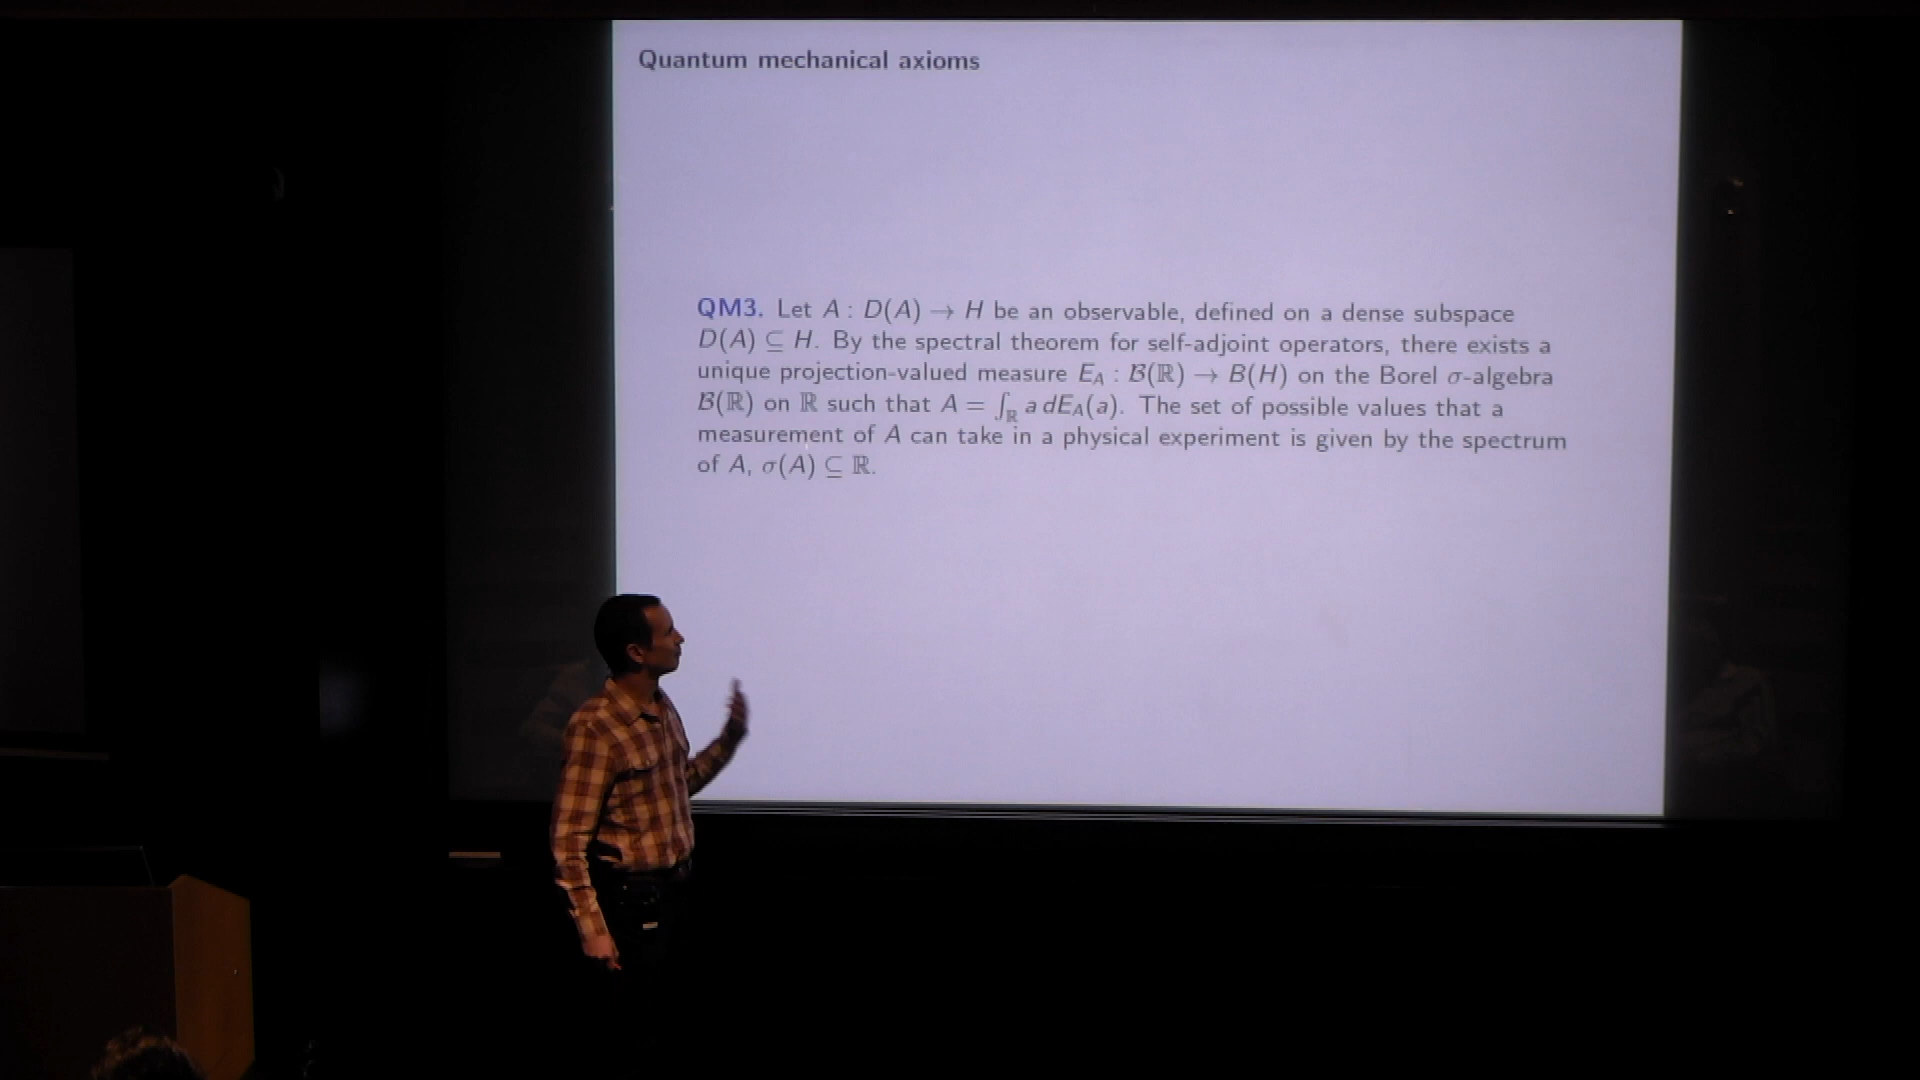 Quantum mechanical axioms
QM3. Let A : D(A) → H be an observable, defined on a dense subspace
D(A) ⊆ H. By the spectral theorem for self-adjoint operators, there exists a
unique projection-valued measure E_A : 𝓑(ℝ) → B(H) on the Borel σ-algebra
𝓑(ℝ) on ℝ such that A = ∫_ℝ a dE_A(a). The set of possible values that a
measurement of A can take in a physical experiment is given by the spectrum
of A, σ(A) ⊆ ℝ.